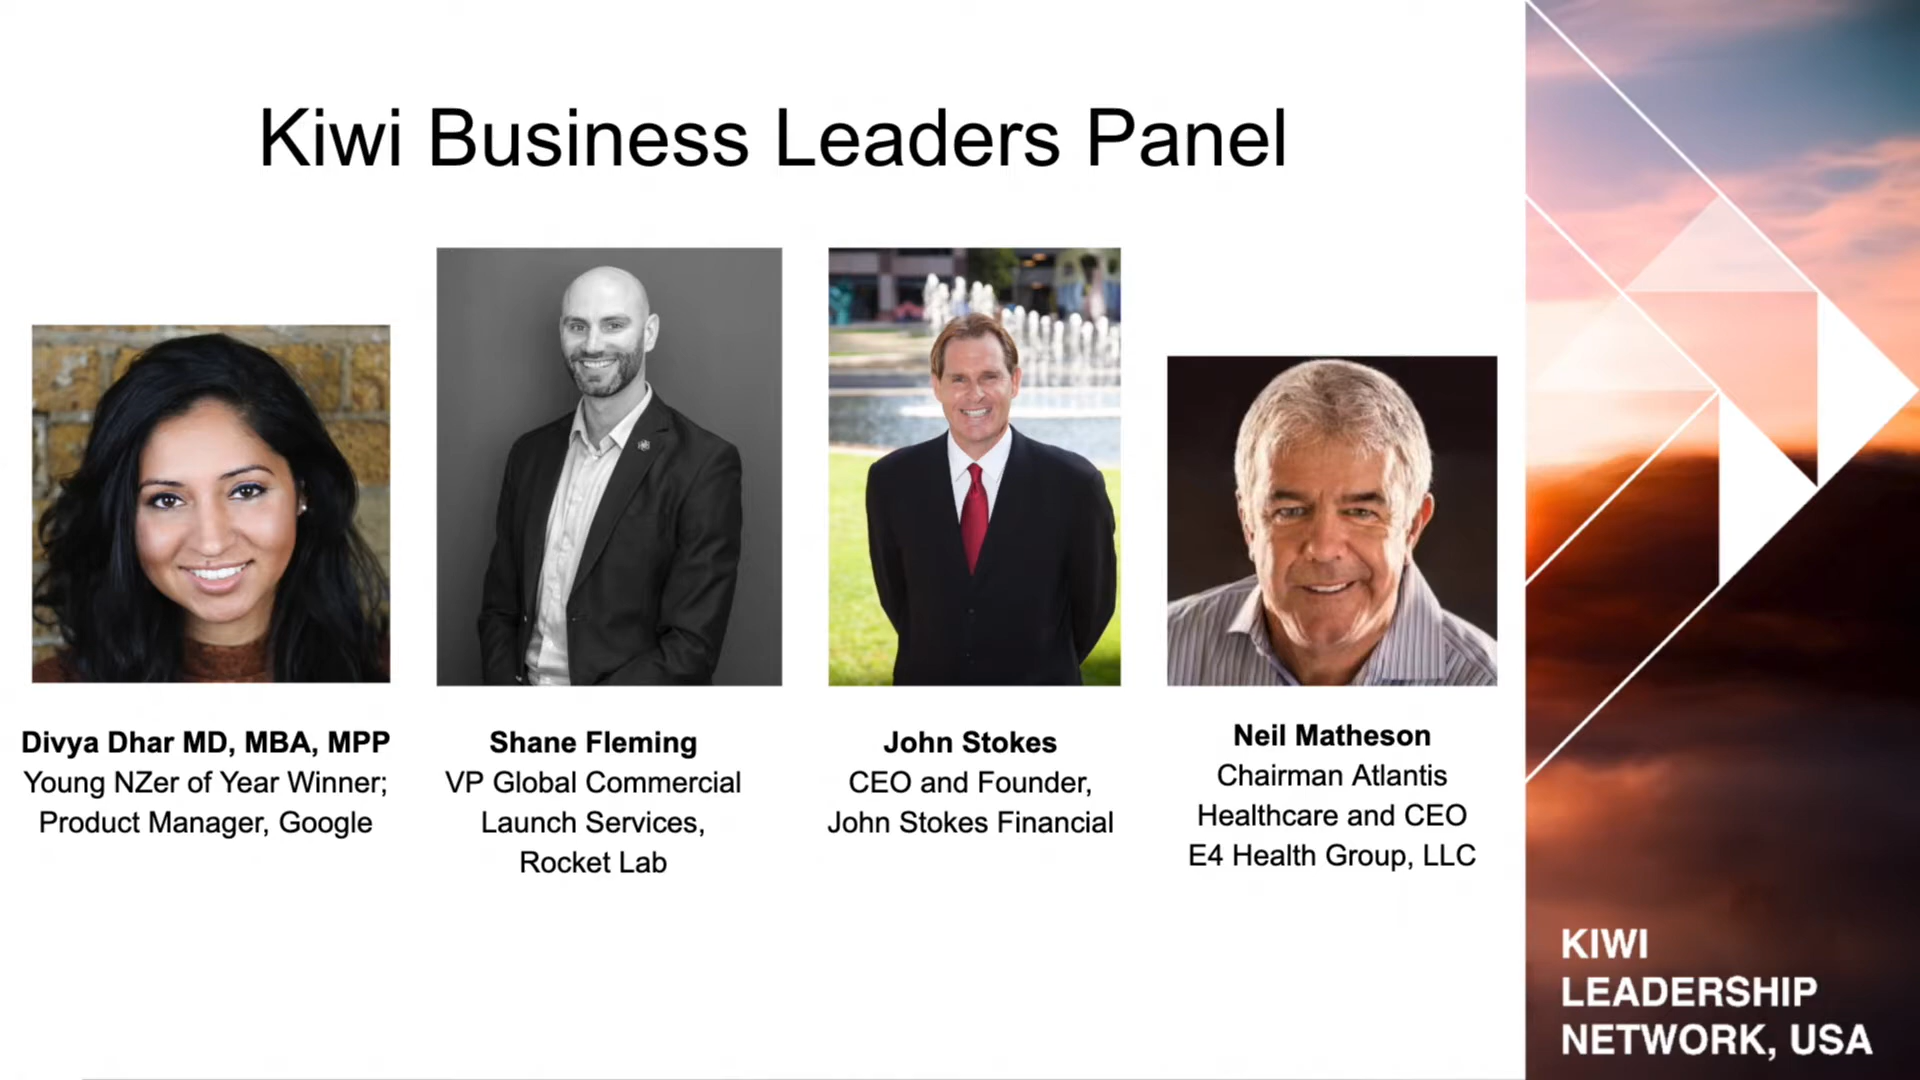 Kiwi Business Leaders Panel
Divya Dhar MD, MBA, MPP
Young NZer of Year Winner;
Product Manager, Google
Shane Fleming
VP Global Commercial
Launch Services,
Rocket Lab
John Stokes
CEO and Founder,
John Stokes Financial
Neil Matheson
Chairman Atlantis
Healthcare and CEO
E4 Health Group, LLC
KIWI
LEADERSHIP
NETWORK, USA